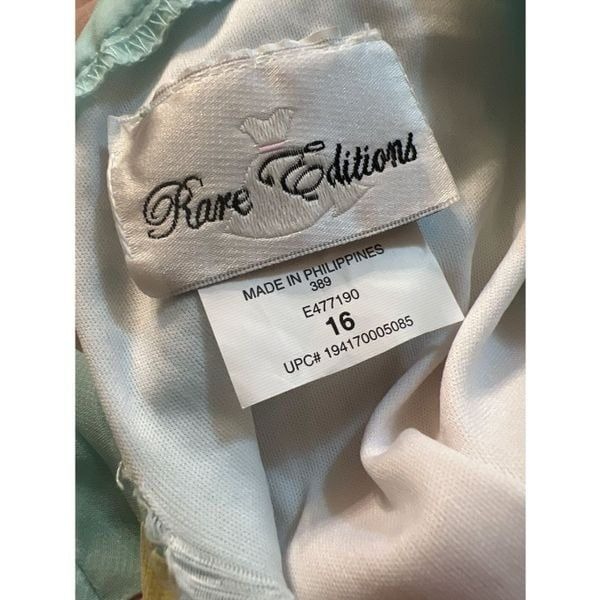 Rare Editions
MADE IN PHILIPPINES
389
E477190
16
UPC# 194170005085